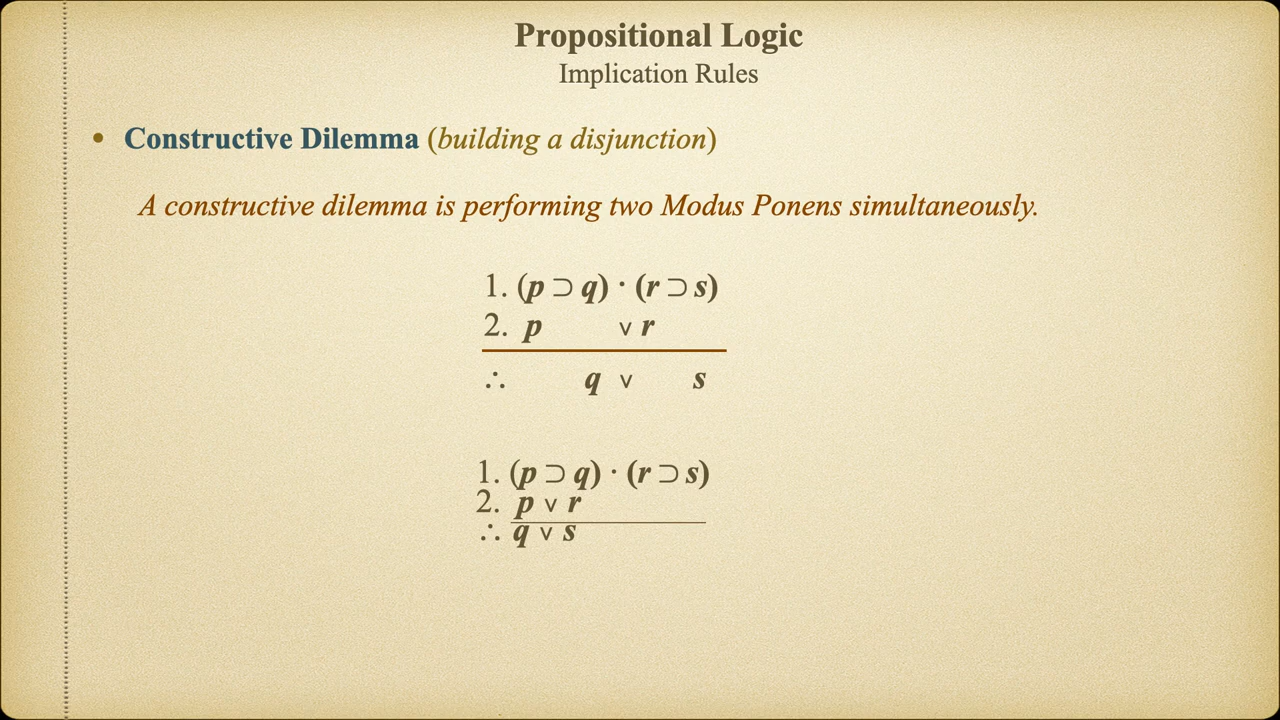 Propositional Logic
Implication Rules
• Constructive Dilemma (building a disjunction)
A constructive dilemma is performing two Modus Ponens simultaneously.
1. (p ⊃ q) · (r ⊃ s)
2. p ∨ r
∴ q ∨ s
1. (p ⊃ q) · (r ⊃ s)
2. p ∨ r
∴ q ∨ s